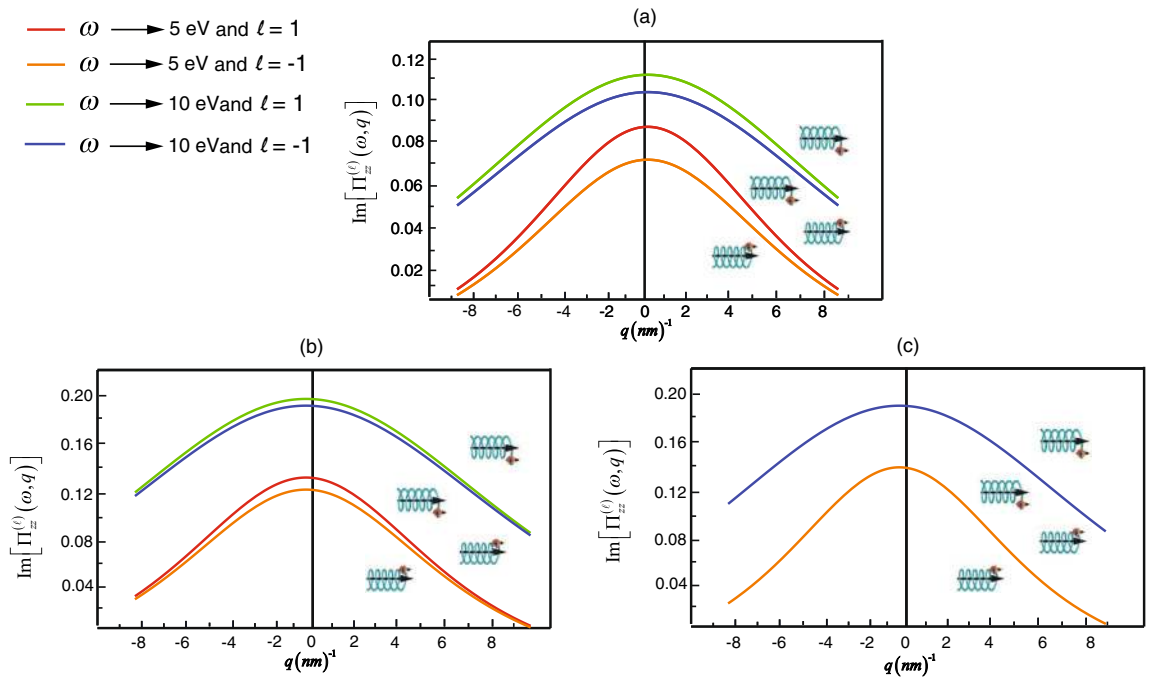 ω → 5 eV and ℓ = 1
ω → 5 eV and ℓ = -1
ω → 10 eVand ℓ = 1
ω → 10 eVand ℓ = -1
(a)
Im[Π_zz^(ℓ)(ω,q)]
0.12
0.10
0.08
0.06
0.04
0.02
-8 -6 -4 -2 0 2 4 6 8
q(nm)^-1
(b)
Im[Π_zz^(ℓ)(ω,q)]
0.20
0.16
0.12
0.08
0.04
-8 -6 -4 -2 0 2 4 6 8
q(nm)^-1
(c)
Im[Π_zz^(ℓ)(ω,q)]
0.20
0.16
0.12
0.08
0.04
-8 -6 -4 -2 0 2 4 6 8
q(nm)^-1